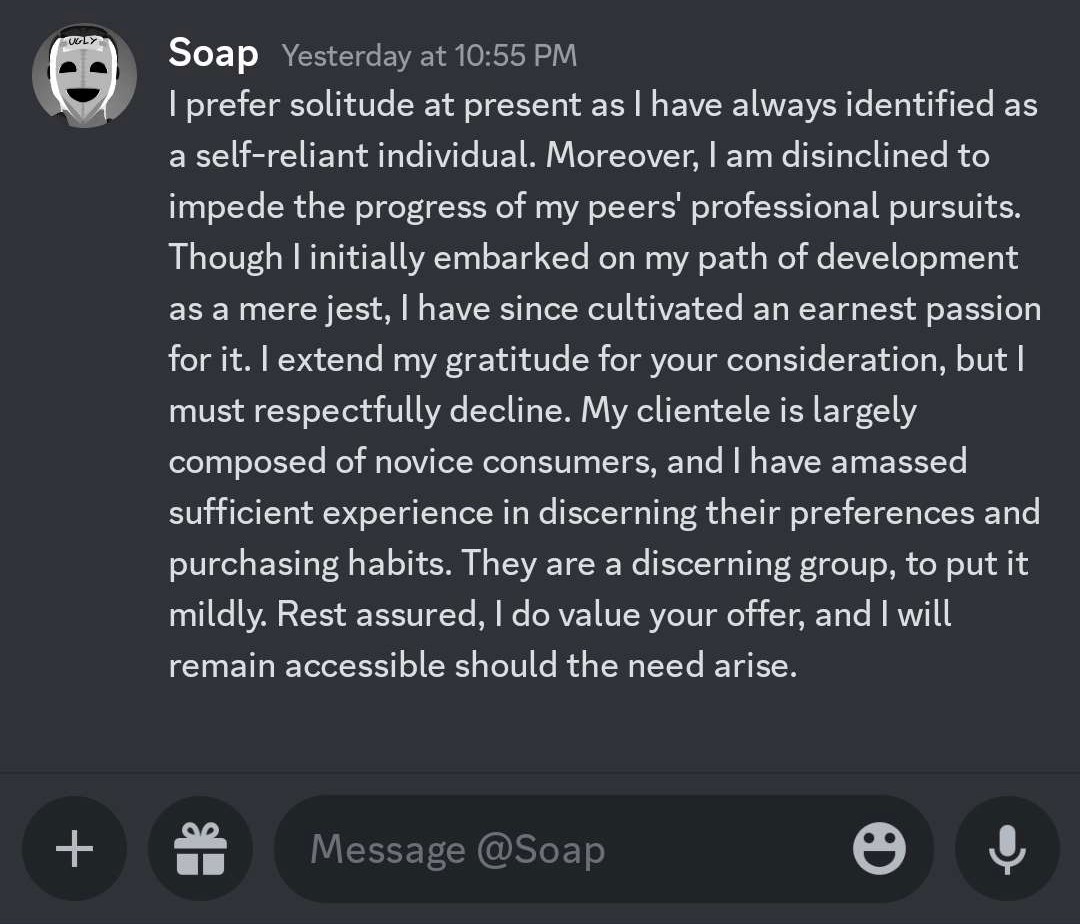 UGLY
Soap Yesterday at 10:55 PM
I prefer solitude at present as I have always identified as
a self-reliant individual. Moreover, I am disinclined to
impede the progress of my peers' professional pursuits.
Though I initially embarked on my path of development
as a mere jest, I have since cultivated an earnest passion
for it. I extend my gratitude for your consideration, but I
must respectfully decline. My clientele is largely
composed of novice consumers, and I have amassed
sufficient experience in discerning their preferences and
purchasing habits. They are a discerning group, to put it
mildly. Rest assured, I do value your offer, and I will
remain accessible should the need arise.
Message @Soap